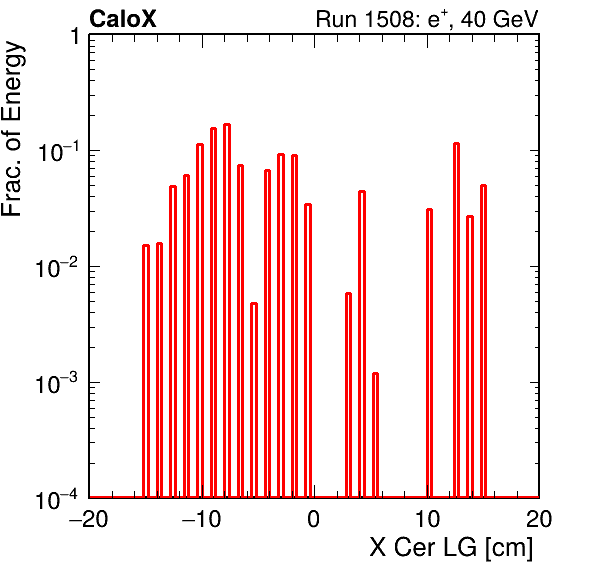 CaloX Run 1508: e⁺, 40 GeV
Frac. of Energy
1
10⁻¹
10⁻²
10⁻³
10⁻⁴
−20 −10 0 10 20
X Cer LG [cm]